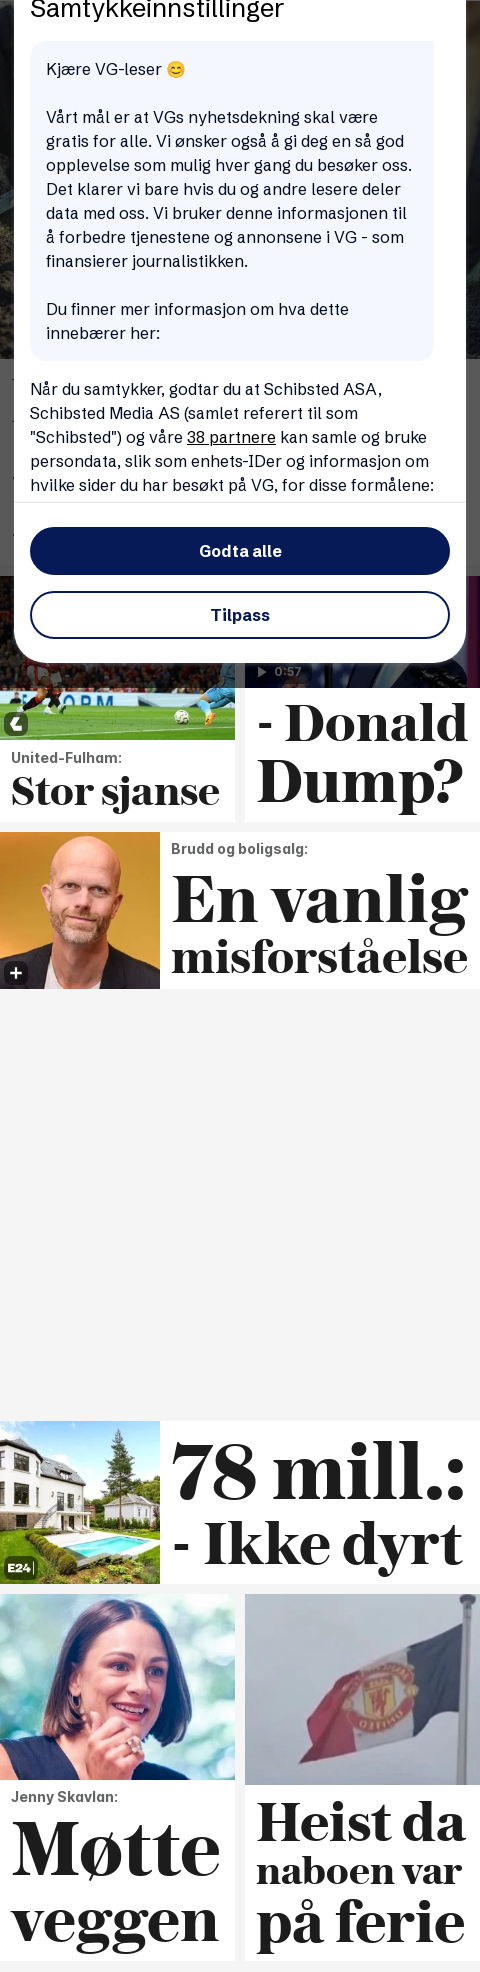 Samtykkeinnstillinger
Kjære VG-leser 😊
Vårt mål er at VGs nyhetsdekning skal være
gratis for alle. Vi ønsker også å gi deg en så god
opplevelse som mulig hver gang du besøker oss.
Det klarer vi bare hvis du og andre lesere deler
data med oss. Vi bruker denne informasjonen til
å forbedre tjenestene og annonsene i VG - som
finansierer journalistikken.
Du finner mer informasjon om hva dette
innebærer her:
Når du samtykker, godtar du at Schibsted ASA,
Schibsted Media AS (samlet referert til som
"Schibsted") og våre 38 partnere kan samle og bruke
persondata, slik som enhets-IDer og informasjon om
hvilke sider du har besøkt på VG, for disse formålene:
Godta alle
Tilpass
0:57
United-Fulham:
Stor sjanse
- Donald
Dump?
Brudd og boligsalg:
En vanlig
misforståelse
E24
78 mill.:
- Ikke dyrt
Jenny Skavlan:
Møtte
veggen
UNITED
Heist da
naboen var
på ferie